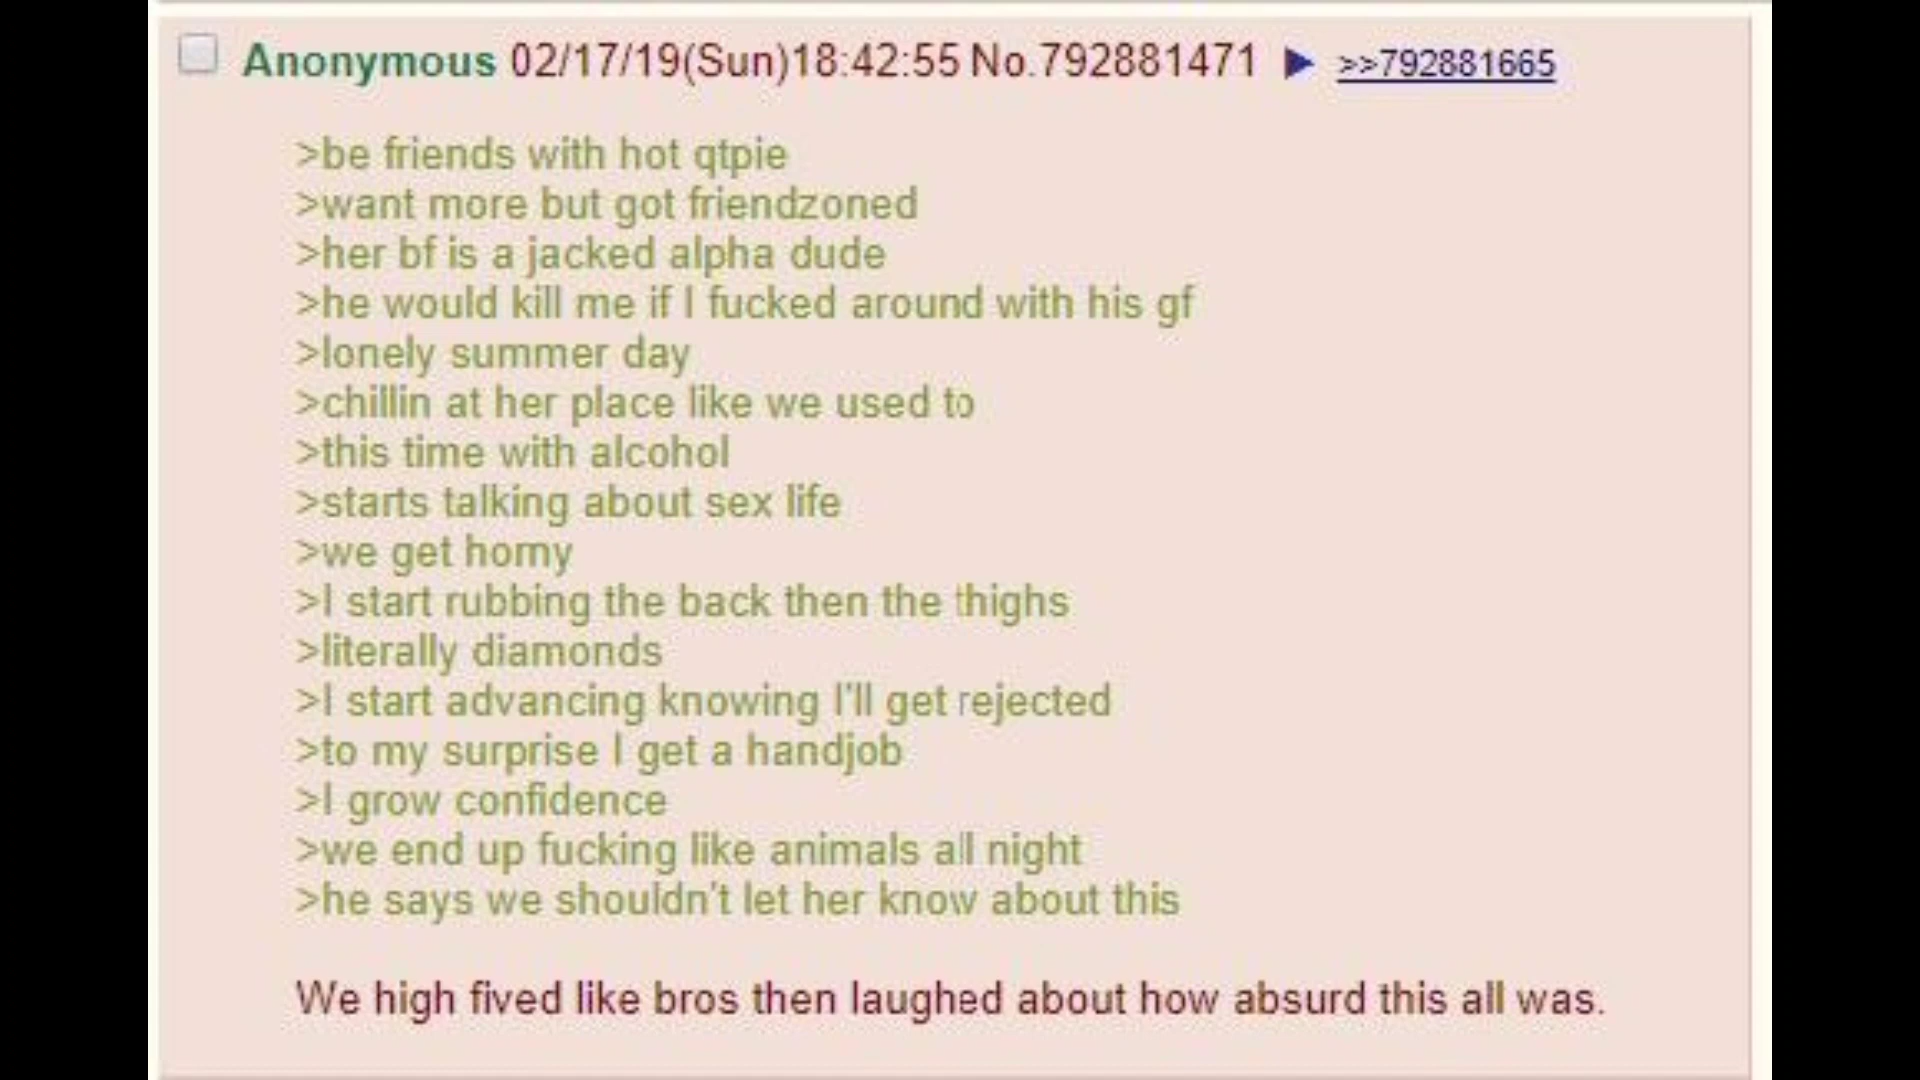 Anonymous 02/17/19(Sun)18:42:55 No.792881471 ▶ >>792881665
>be friends with hot qtpie
>want more but got friendzoned
>her bf is a jacked alpha dude
>he would kill me if I fucked around with his gf
>lonely summer day
>chillin at her place like we used to
>this time with alcohol
>starts talking about sex life
>we get horny
>I start rubbing the back then the thighs
>literally diamonds
>I start advancing knowing I'll get rejected
>to my surprise I get a handjob
>I grow confidence
>we end up fucking like animals all night
>he says we shouldn't let her know about this
We high fived like bros then laughed about how absurd this all was.